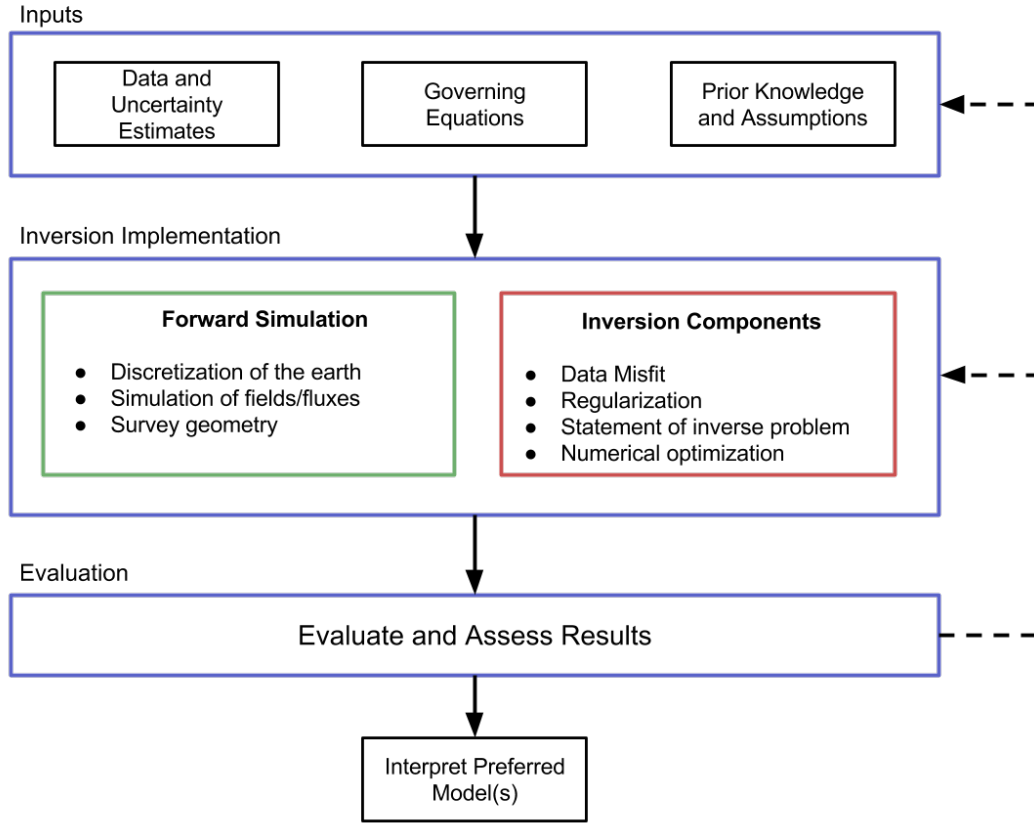 Inputs
Data and
Uncertainty
Estimates
Governing
Equations
Prior Knowledge
and Assumptions
Inversion Implementation
Forward Simulation
● Discretization of the earth
● Simulation of fields/fluxes
● Survey geometry
Inversion Components
● Data Misfit
● Regularization
● Statement of inverse problem
● Numerical optimization
Evaluation
Evaluate and Assess Results
Interpret Preferred
Model(s)